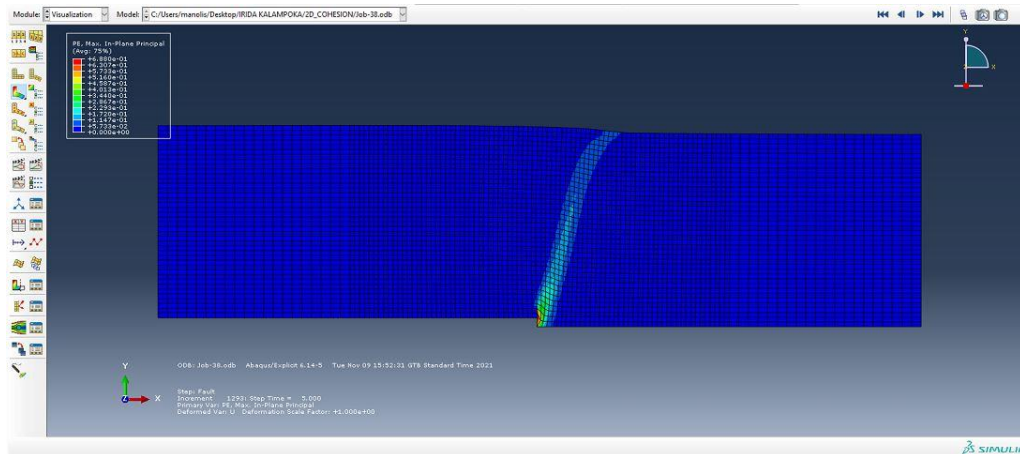 Module: Visualization Model: C:/Users/manolis/Desktop/IRIDA KALAMPOKA/2D_COHESION/Job-38.odb
PE, Max. In-Plane Principal
(Avg: 75%)
+6.880e-01
+6.307e-01
+5.733e-01
+5.160e-01
+4.587e-01
+4.013e-01
+3.440e-01
+2.867e-01
+2.293e-01
+1.720e-01
+1.147e-01
+5.733e-02
+0.000e+00
Y
X
Y
Z X
ODB: Job-38.odb Abaqus/Explicit 6.14-5 Tue Nov 09 15:52:31 GTB Standard Time 2021
Step: Fault
Increment 1293: Step Time = 5.000
Primary Var: PE, Max. In-Plane Principal
Deformed Var: U Deformation Scale Factor: +1.000e+00
SIMULIA